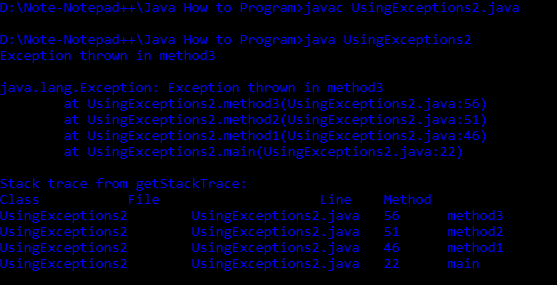 D:\Note-Notepad++\Java How to Program>javac UsingExceptions2.java
D:\Note-Notepad++\Java How to Program>java UsingExceptions2
Exception thrown in method3
java.lang.Exception: Exception thrown in method3
at UsingExceptions2.method3(UsingExceptions2.java:56)
at UsingExceptions2.method2(UsingExceptions2.java:51)
at UsingExceptions2.method1(UsingExceptions2.java:46)
at UsingExceptions2.main(UsingExceptions2.java:22)
Stack trace from getStackTrace:
Class File Line Method
UsingExceptions2 UsingExceptions2.java 56 method3
UsingExceptions2 UsingExceptions2.java 51 method2
UsingExceptions2 UsingExceptions2.java 46 method1
UsingExceptions2 UsingExceptions2.java 22 main